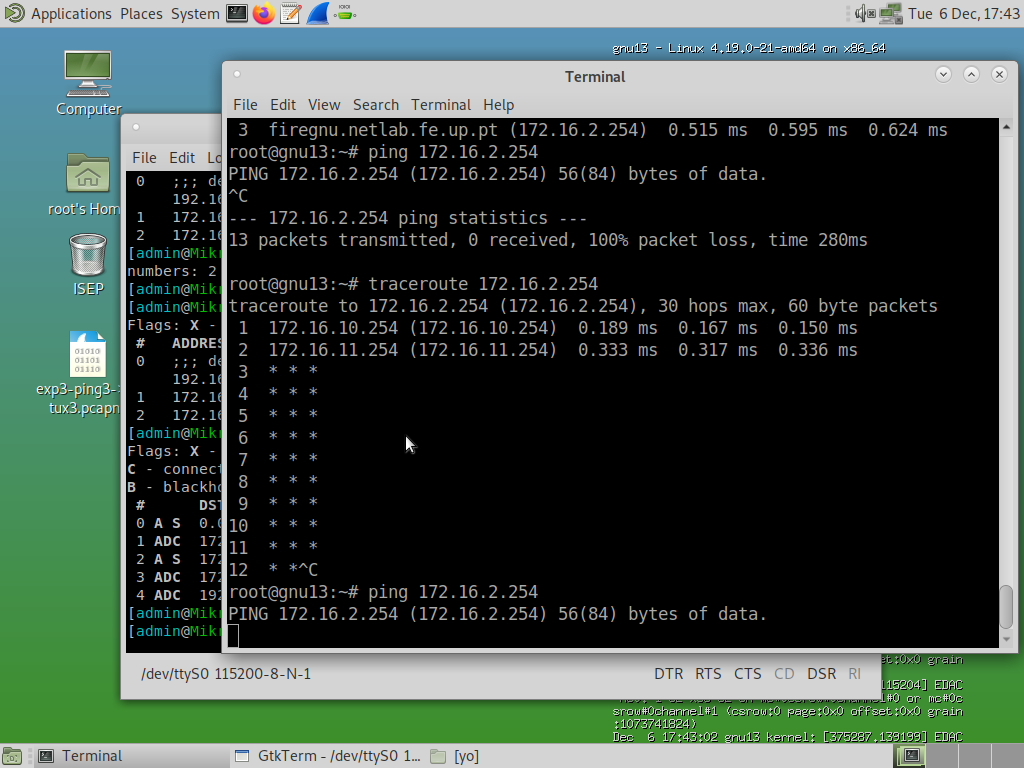 Applications Places System Tue 6 Dec, 17:43
gnu13 - Linux 4.19.0-21-amd64 on x86_64
Computer
root's Hom
ISEP
exp3-ping3-
tux3.pcapn
File Edit Lo
0 ;;; de
192.16
1 172.16
2 172.16
[admin@Mikr
numbers: 2
[admin@Mikr
[admin@Mikr
Flags: X -
# ADDRES
0 ;;; de
192.16
1 172.16
2 172.16
[admin@Mikr
Flags: X -
C - connect
B - blackho
# DST
0 A S 0.0
1 ADC 172
2 A S 172
3 ADC 172
4 ADC 192
[admin@Mikr
[admin@Mikr
/dev/ttyS0 115200-8-N-1 DTR RTS CTS CD DSR RI
Terminal
File Edit View Search Terminal Help
3 firegnu.netlab.fe.up.pt (172.16.2.254) 0.515 ms 0.595 ms 0.624 ms
root@gnu13:~# ping 172.16.2.254
PING 172.16.2.254 (172.16.2.254) 56(84) bytes of data.
^C
--- 172.16.2.254 ping statistics ---
13 packets transmitted, 0 received, 100% packet loss, time 280ms
root@gnu13:~# traceroute 172.16.2.254
traceroute to 172.16.2.254 (172.16.2.254), 30 hops max, 60 byte packets
1 172.16.10.254 (172.16.10.254) 0.189 ms 0.167 ms 0.150 ms
2 172.16.11.254 (172.16.11.254) 0.333 ms 0.317 ms 0.336 ms
3 * * *
4 * * *
5 * * *
6 * * *
7 * * *
8 * * *
9 * * *
10 * * *
11 * * *
12 * *^C
root@gnu13:~# ping 172.16.2.254
PING 172.16.2.254 (172.16.2.254) 56(84) bytes of data.
et:0x0 grain
15204] EDAC
srow#0channel#0 or mc#0c
srow#0channel#1 (csrow:0 page:0x0 offset:0x0 grain
:1073741824)
Dec 6 17:43:02 gnu13 kernel: [375287.139199] EDAC
Terminal GtkTerm - /dev/ttyS0 1... [yo]